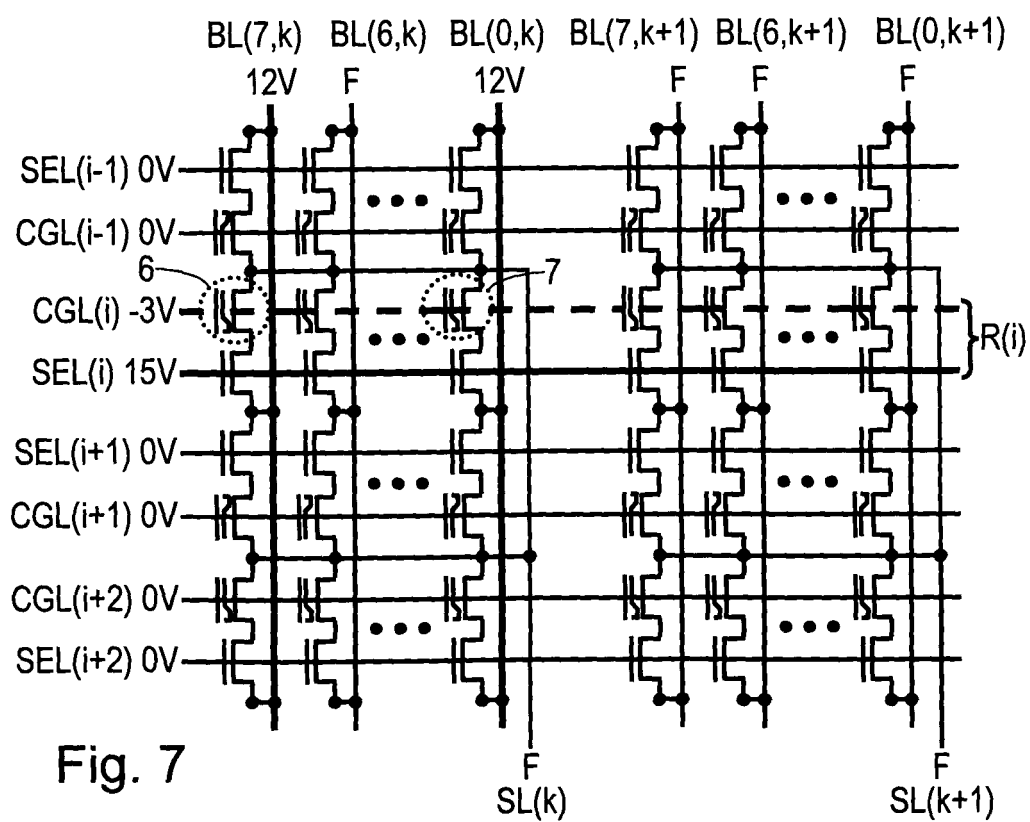 BL(7,k) BL(6,k) BL(0,k) BL(7,k+1) BL(6,k+1) BL(0,k+1)
12V F 12V F F F
SEL(i-1) 0V
CGL(i-1) 0V
6 7
CGL(i) -3V
R(i)
SEL(i) 15V
SEL(i+1) 0V
CGL(i+1) 0V
CGL(i+2) 0V
SEL(i+2) 0V
Fig. 7
F F
SL(k) SL(k+1)